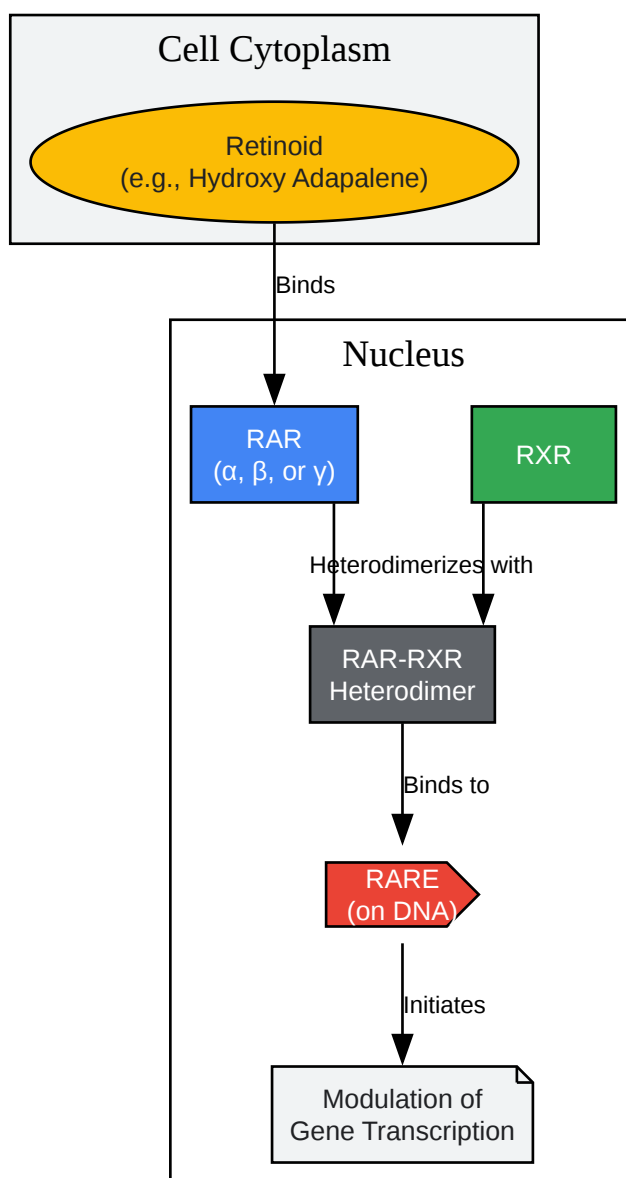 Cell Cytoplasm
Retinoid
(e.g., Hydroxy Adapalene)
Binds
Nucleus
RAR
(α, β, or γ)
RXR
Heterodimerizes with
RAR-RXR
Heterodimer
Binds to
RARE
(on DNA)
Initiates
Modulation of
Gene Transcription